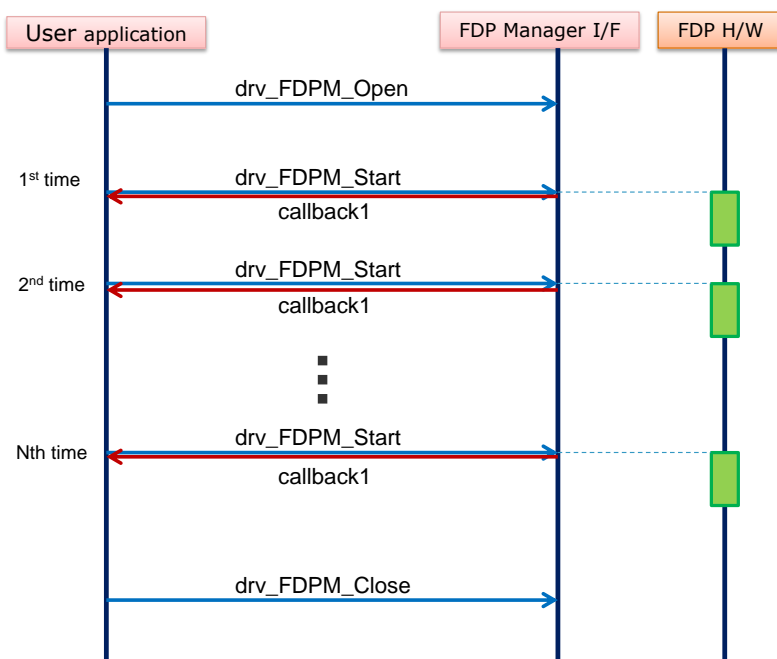 User application
FDP Manager I/F
FDP H/W
drv_FDPM_Open
1st time
drv_FDPM_Start
callback1
2nd time
drv_FDPM_Start
callback1
Nth time
drv_FDPM_Start
callback1
drv_FDPM_Close